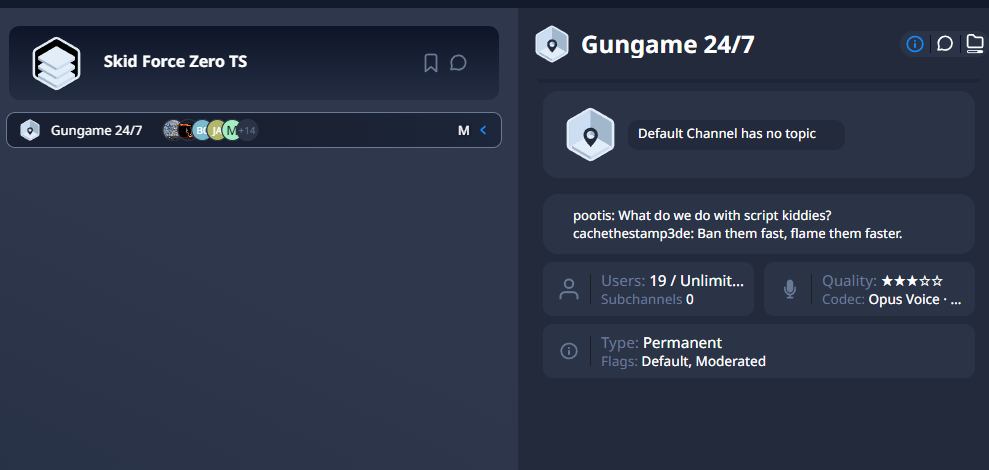 Skid Force Zero TS
Gungame 24/7
BC JA M +14
M
Gungame 24/7
Default Channel has no topic
pootis: What do we do with script kiddies?
cachethestamp3de: Ban them fast, flame them faster.
Users: 19 / Unlimit...
Subchannels 0
Quality: ★★★☆☆
Codec: Opus Voice · ...
Type: Permanent
Flags: Default, Moderated